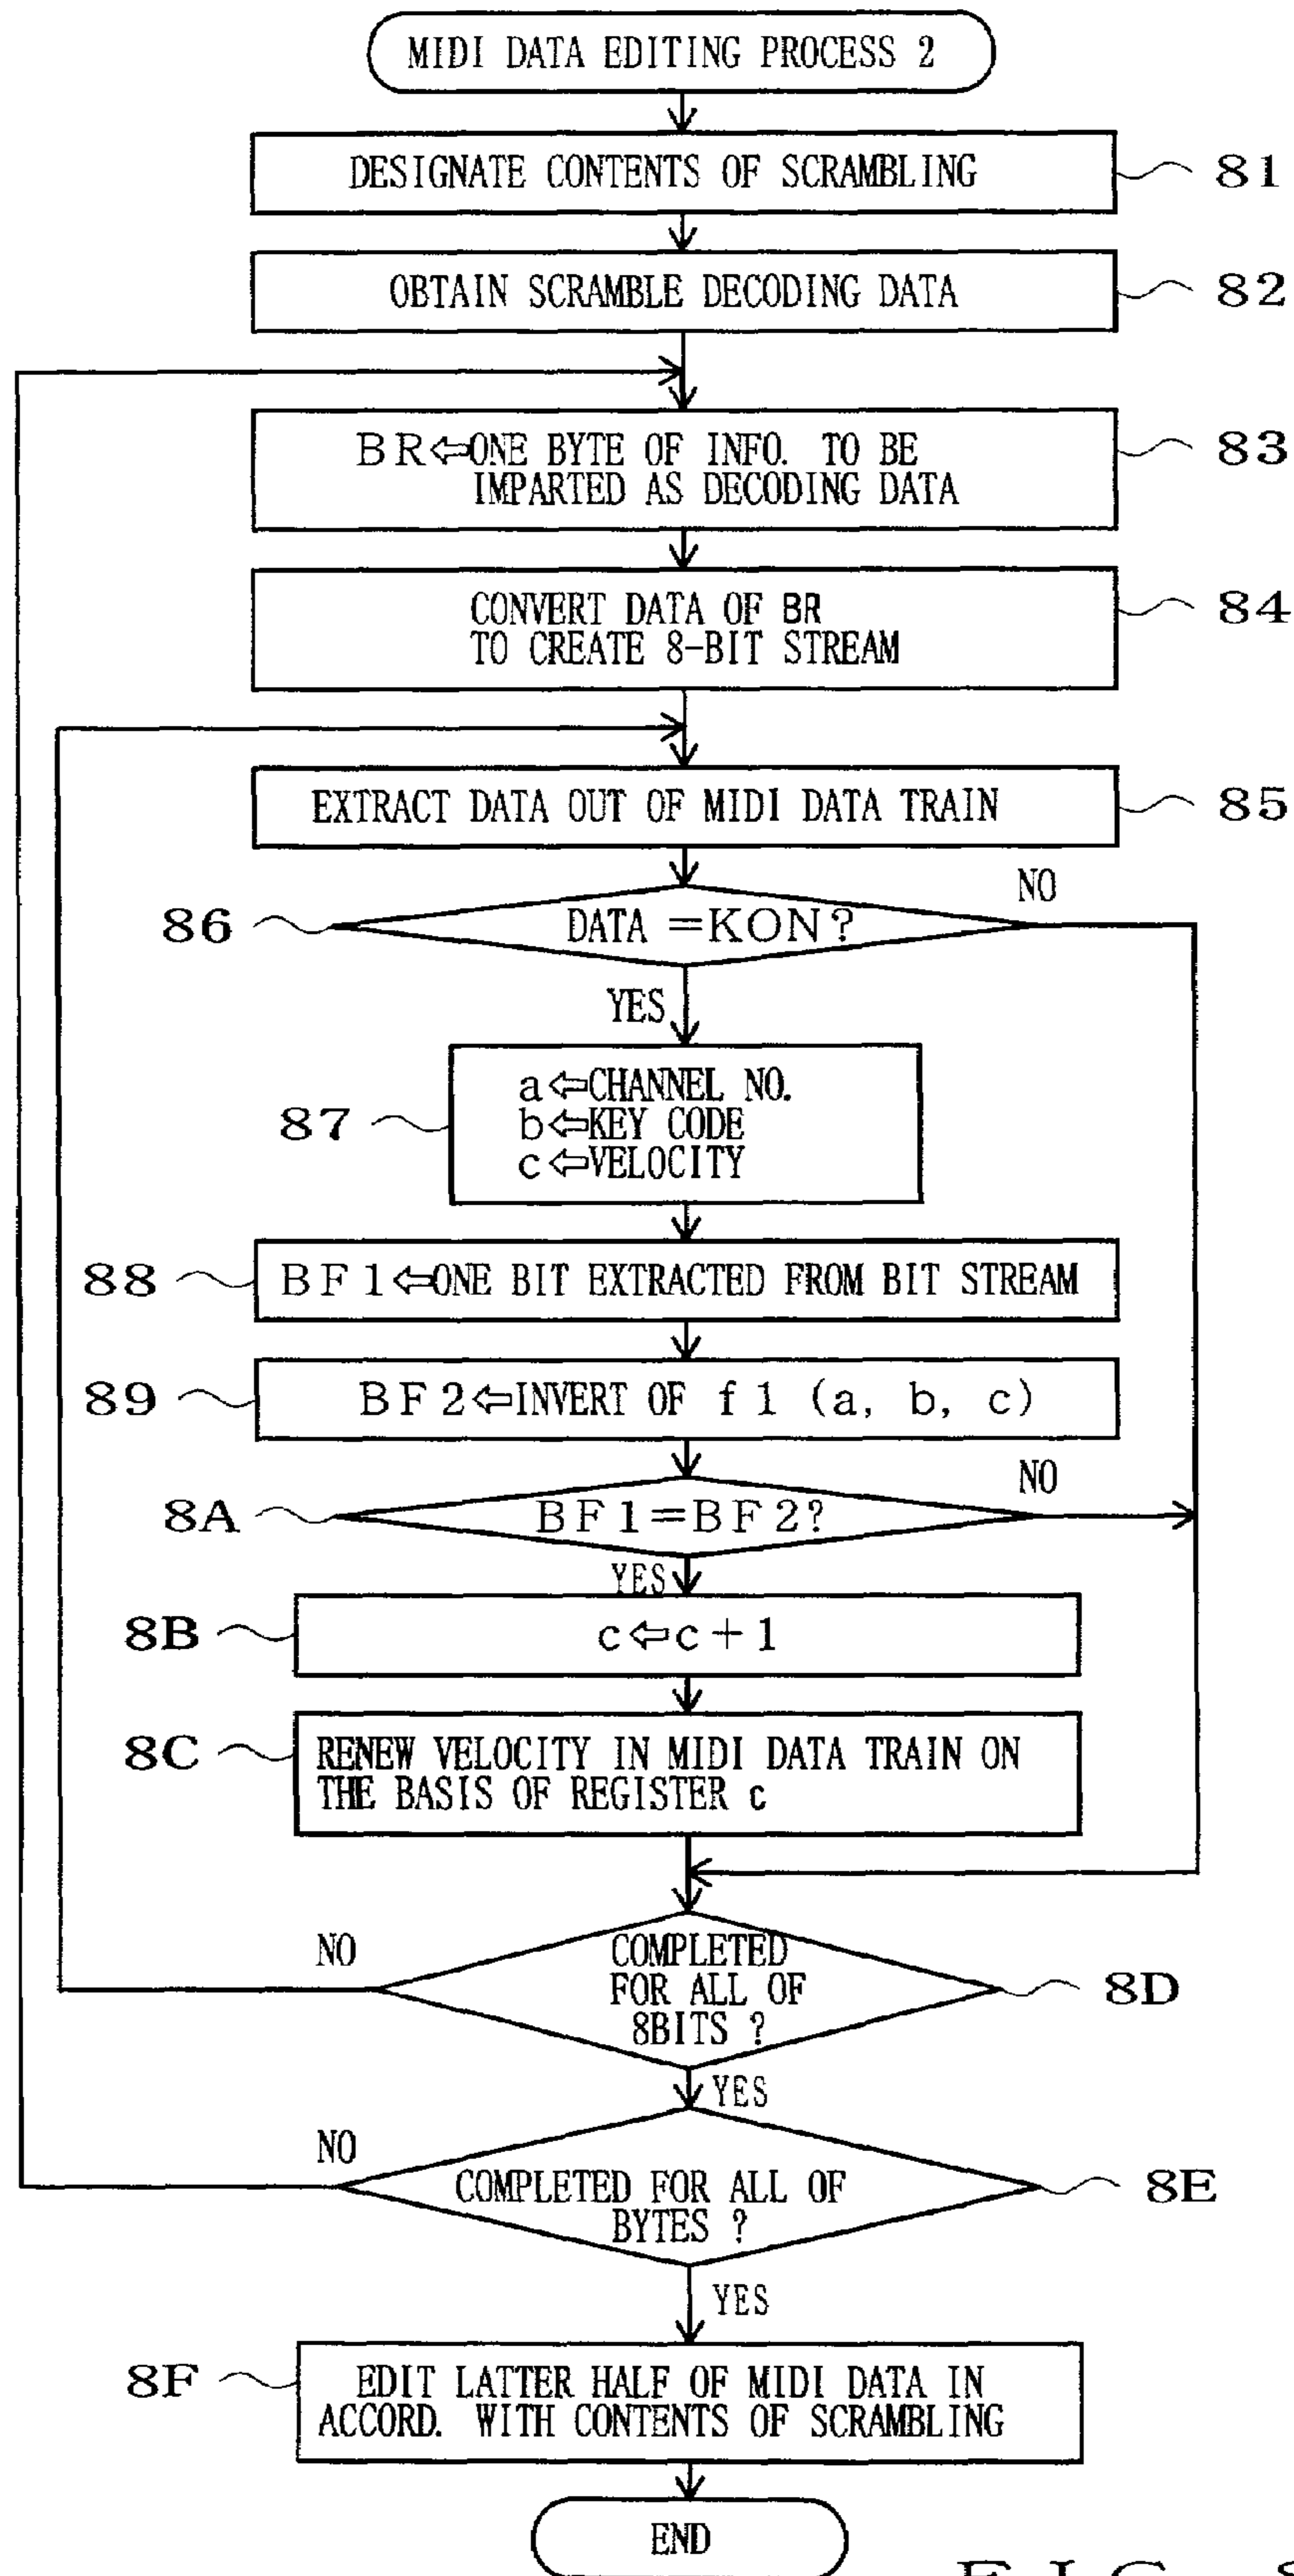 MIDI DATA EDITING PROCESS 2
DESIGNATE CONTENTS OF SCRAMBLING
81
OBTAIN SCRAMBLE DECODING DATA
82
BR⇐ONE BYTE OF INFO. TO BE
IMPARTED AS DECODING DATA
83
CONVERT DATA OF BR
TO CREATE 8-BIT STREAM
84
EXTRACT DATA OUT OF MIDI DATA TRAIN
85
NO
86
DATA =KON?
YES
87
a⇐CHANNEL NO.
b⇐KEY CODE
c⇐VELOCITY
88
BF1⇐ONE BIT EXTRACTED FROM BIT STREAM
89
BF2⇐INVERT OF f1 (a, b, c)
NO
8A
BF1=BF2?
YES
8B
c⇐c+1
8C
RENEW VELOCITY IN MIDI DATA TRAIN ON
THE BASIS OF REGISTER c
NO
COMPLETED
FOR ALL OF
8BITS ?
8D
YES
NO
COMPLETED FOR ALL OF
BYTES ?
8E
YES
8F
EDIT LATTER HALF OF MIDI DATA IN
ACCORD. WITH CONTENTS OF SCRAMBLING
END